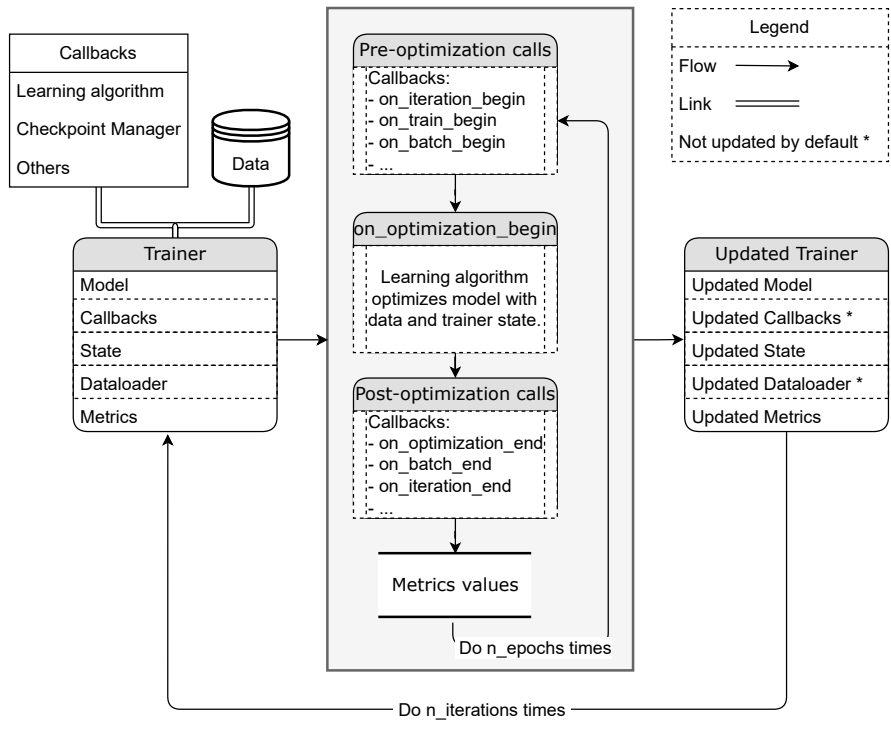 Callbacks
Learning algorithm
Checkpoint Manager
Others
Data
Trainer
Model
Callbacks
State
Dataloader
Metrics
Pre-optimization calls
Callbacks:
- on_iteration_begin
- on_train_begin
- on_batch_begin
- ...
on_optimization_begin
Learning algorithm
optimizes model with
data and trainer state.
Post-optimization calls
Callbacks:
- on_optimization_end
- on_batch_end
- on_iteration_end
- ...
Metrics values
Do n_epochs times
Legend
Flow
Link
Not updated by default *
Updated Trainer
Updated Model
Updated Callbacks *
Updated State
Updated Dataloader *
Updated Metrics
Do n_iterations times